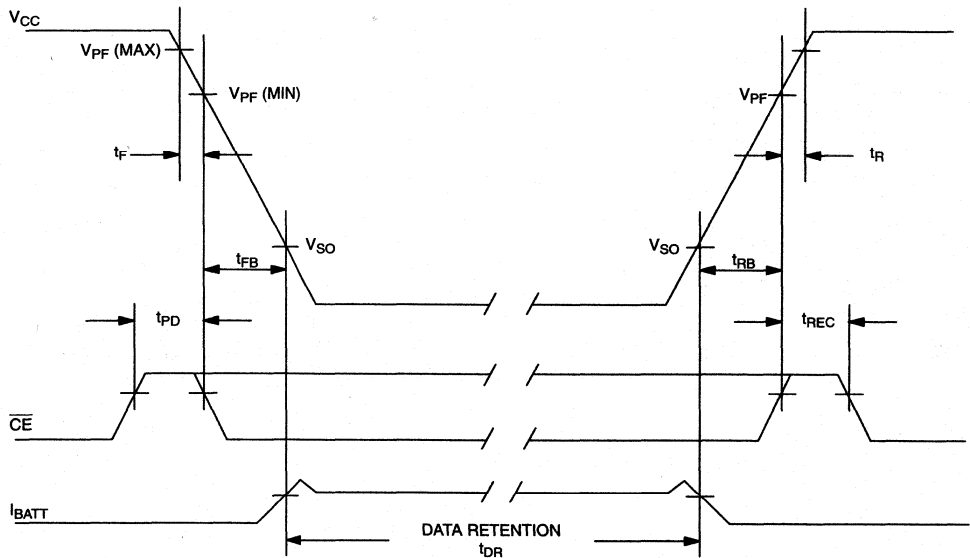 VCC
VPF (MAX)
VPF (MIN)
VPF
tF
tR
VSO
VSO
tFB
tRB
tPD
tREC
CE
IBATT
DATA RETENTION
tDR